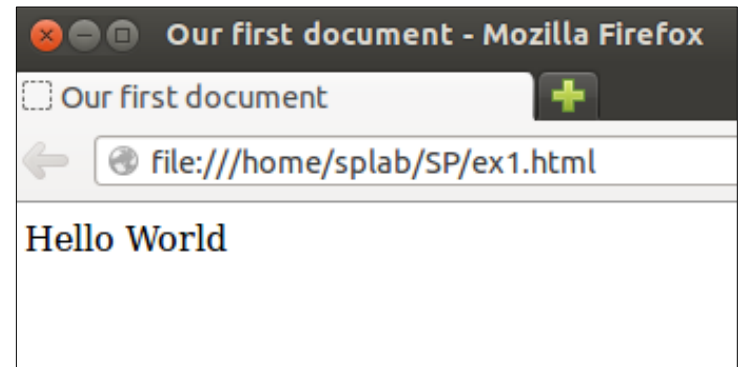 Our first document - Mozilla Firefox
Our first document
file:///home/splab/SP/ex1.html
Hello World